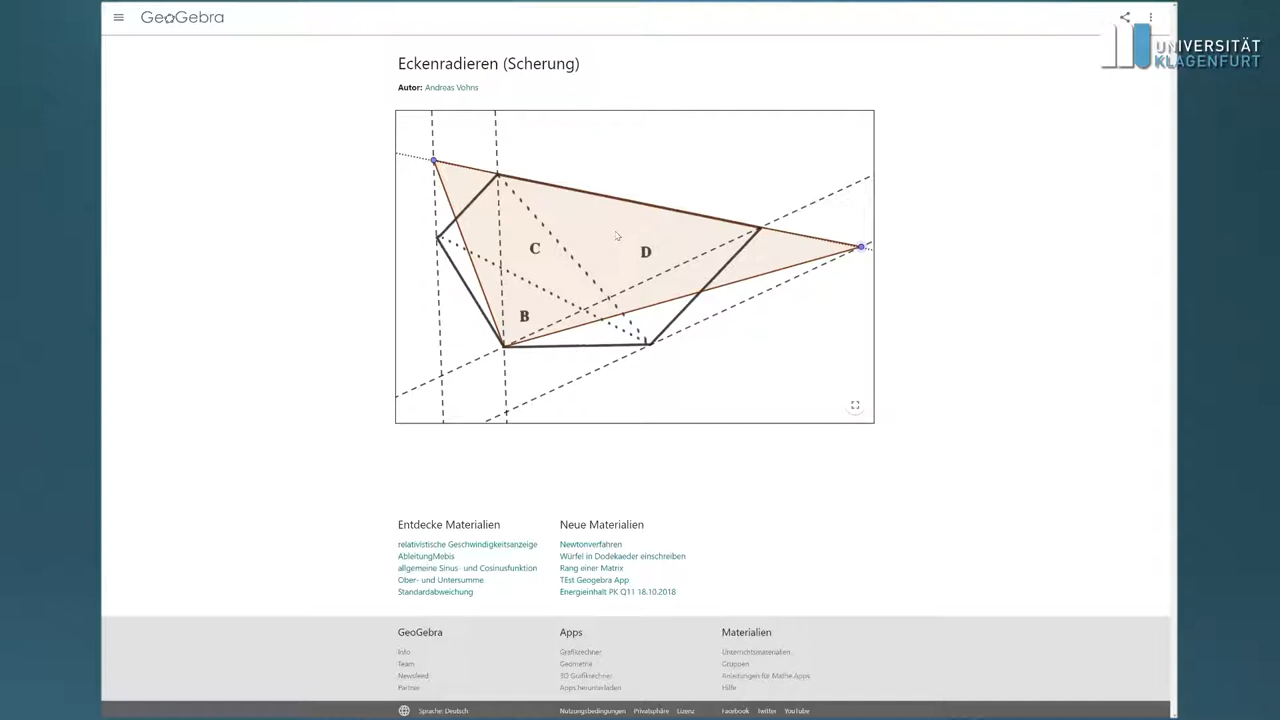 GeoGebra
UNIVERSITÄT
KLAGENFURT
Eckenradieren (Scherung)
Autor: Andreas Vohns
C
D
B
Entdecke Materialien
relativistische Geschwindigkeitsanzeige
AbleitungMebis
allgemeine Sinus- und Cosinusfunktion
Ober- und Untersumme
Standardabweichung
Neue Materialien
Newtonverfahren
Würfel in Dodekaeder einschreiben
Rang einer Matrix
TEst Geogebra App
Energieinhalt PK Q11 18.10.2018
GeoGebra
Info
Team
Newsfeed
Partner
Apps
Grafikrechner
Geometrie
3D Grafikrechner
Apps herunterladen
Materialien
Unterrichtsmaterialien
Gruppen
Anleitungen für Mathe Apps
Hilfe
Sprache: Deutsch
Nutzungsbedingungen Privatsphäre Lizenz
Facebook Twitter YouTube